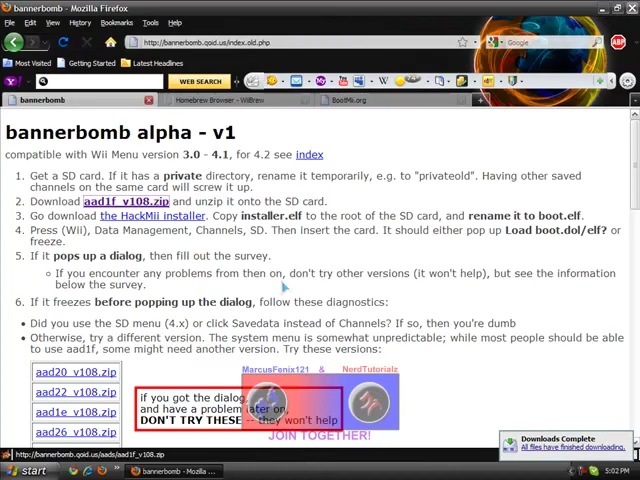 bannerbomb - Mozilla Firefox
File Edit View History Bookmarks Tools Help
http://bannerbomb.qoid.us/index.old.php
Google
ABP
Most Visited Getting Started Latest Headlines
WEB SEARCH
bannerbomb Homebrew Browser - WiiBrew BootMii.org
bannerbomb alpha - v1
compatible with Wii Menu version 3.0 - 4.1, for 4.2 see index
1. Get a SD card. If it has a private directory, rename it temporarily, e.g. to "privateold". Having other saved
channels on the same card will screw it up.
2. Download aad1f_v108.zip and unzip it onto the SD card.
3. Go download the HackMii installer. Copy installer.elf to the root of the SD card, and rename it to boot.elf.
4. Press (Wii), Data Management, Channels, SD. Then insert the card. It should either pop up Load boot.dol/elf? or
freeze.
5. If it pops up a dialog, then fill out the survey.
If you encounter any problems from then on, don't try other versions (it won't help), but see the information
below the survey.
6. If it freezes before popping up the dialog, follow these diagnostics:
Did you use the SD menu (4.x) or click Savedata instead of Channels? If so, then you're dumb
Otherwise, try a different version. The system menu is somewhat unpredictable; while most people should be able
to use aad1f, some might need another version. Try these versions:
aad20_v108.zip
aad22_v108.zip
aad1e_v108.zip
aad26_v108.zip
if you got the dialog,
and have a problem later on,
DON'T TRY THESE -- they won't help
MarcusFenix121 & NerdTutorialz
JOIN TOGETHER!
Downloads Complete
All files have finished downloading.
http://bannerbomb.qoid.us/aads/aad1f_v108.zip
start bannerbomb - Mozilla ... 5:02 PM